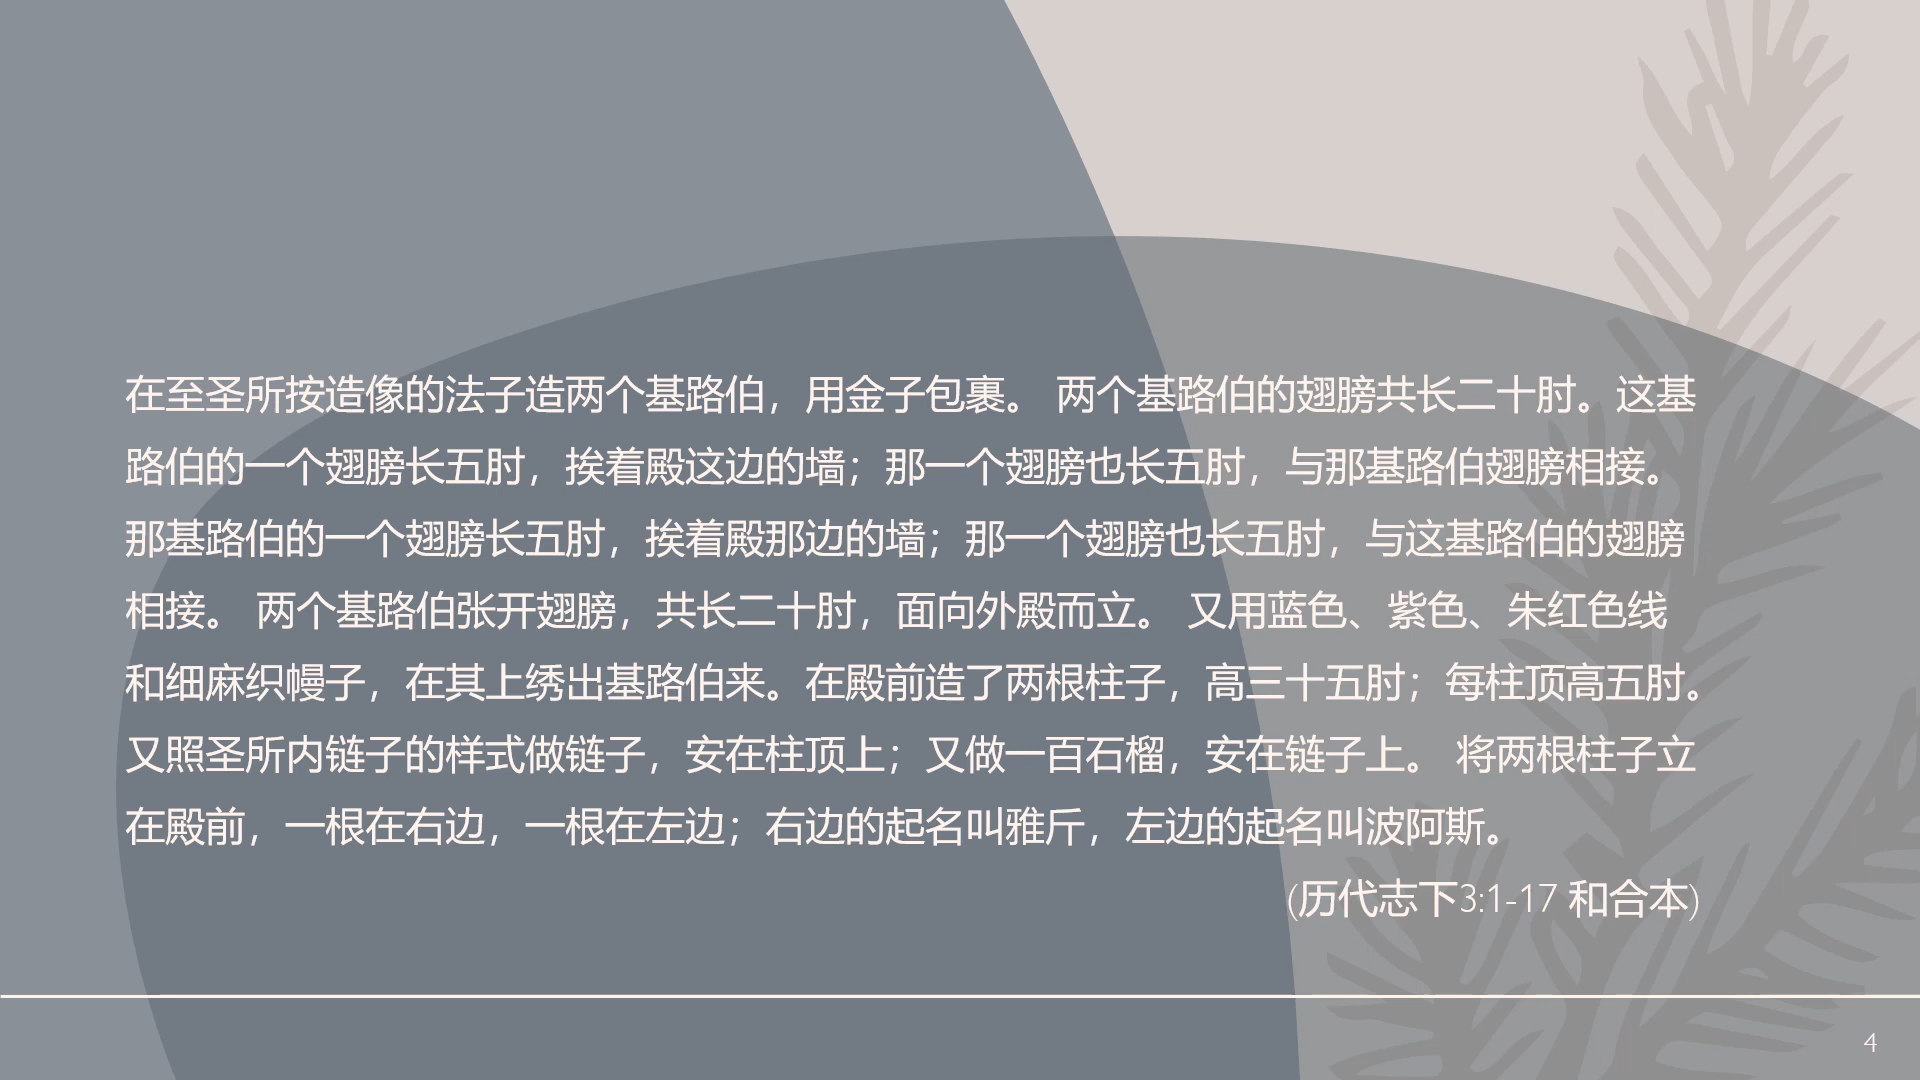 在至圣所按造像的法子造两个基路伯，用金子包裹。 两个基路伯的翅膀共长二十肘。这基
路伯的一个翅膀长五肘，挨着殿这边的墙；那一个翅膀也长五肘，与那基路伯翅膀相接。
那基路伯的一个翅膀长五肘，挨着殿那边的墙；那一个翅膀也长五肘，与这基路伯的翅膀
相接。 两个基路伯张开翅膀，共长二十肘，面向外殿而立。 又用蓝色、紫色、朱红色线
和细麻织幔子，在其上绣出基路伯来。在殿前造了两根柱子，高三十五肘；每柱顶高五肘。
又照圣所内链子的样式做链子，安在柱顶上；又做一百石榴，安在链子上。 将两根柱子立
在殿前，一根在右边，一根在左边；右边的起名叫雅斤，左边的起名叫波阿斯。
(历代志下3:1-17 和合本)
4